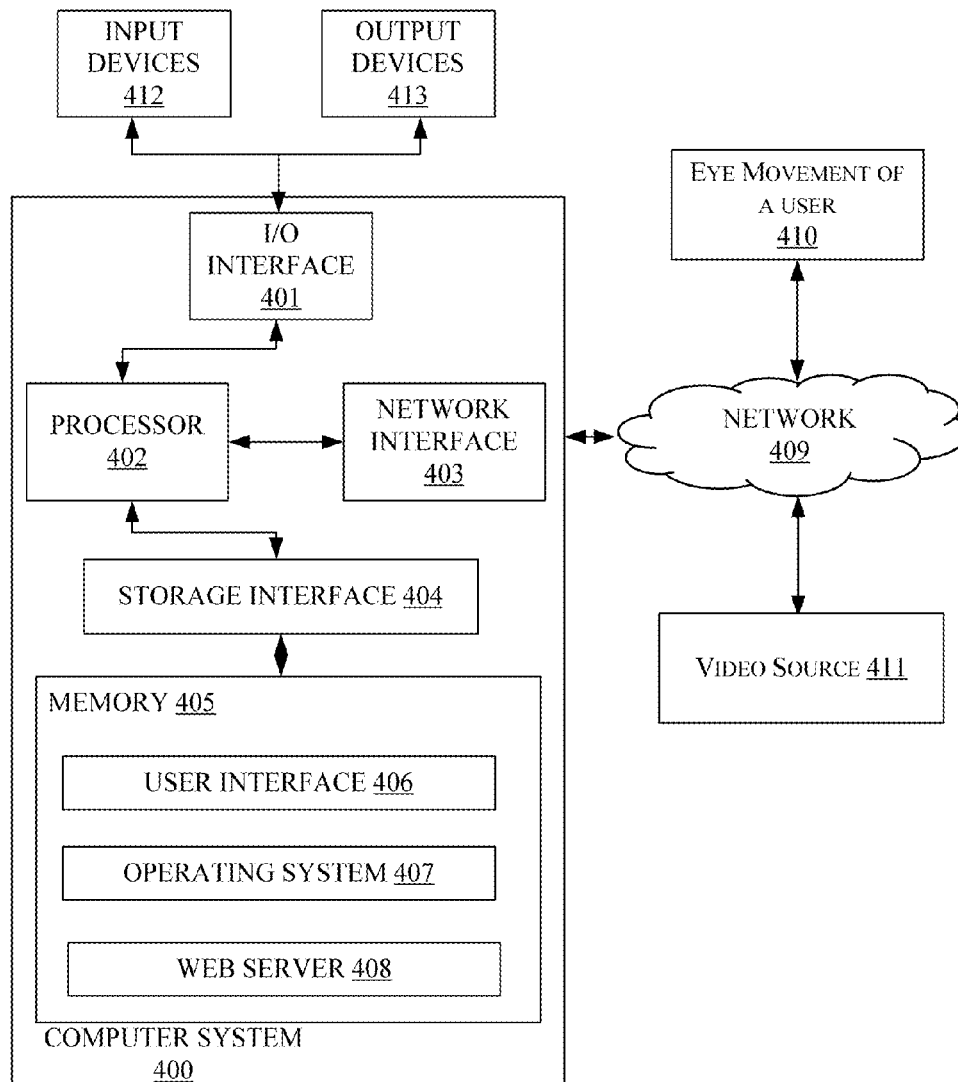 INPUT
DEVICES
412
OUTPUT
DEVICES
413
I/O
INTERFACE
401
EYE MOVEMENT OF
A USER
410
PROCESSOR
402
NETWORK
INTERFACE
403
NETWORK
409
STORAGE INTERFACE 404
VIDEO SOURCE 411
MEMORY 405
USER INTERFACE 406
OPERATING SYSTEM 407
WEB SERVER 408
COMPUTER SYSTEM
400